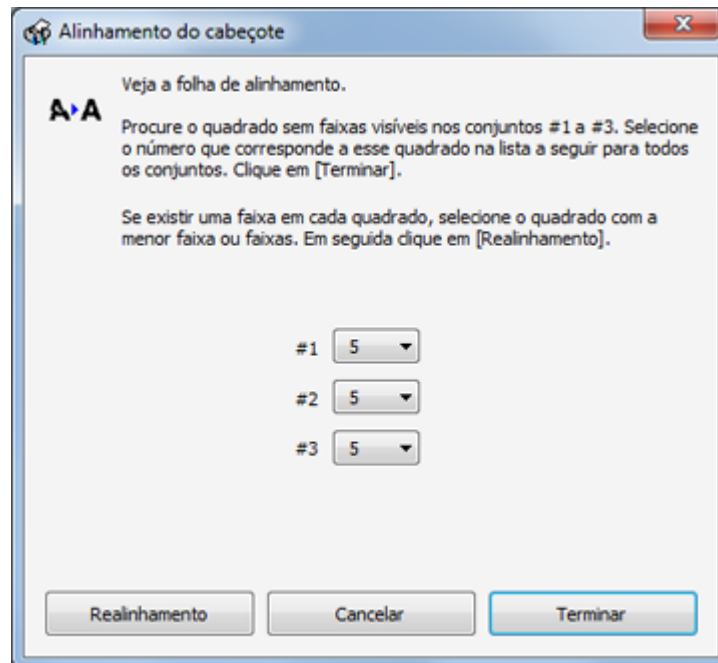 Alinhamento do cabeçote
Veja a folha de alinhamento.
A▸A
Procure o quadrado sem faixas visíveis nos conjuntos #1 a #3. Selecione
o número que corresponde a esse quadrado na lista a seguir para todos
os conjuntos. Clique em [Terminar].
Se existir uma faixa em cada quadrado, selecione o quadrado com a
menor faixa ou faixas. Em seguida clique em [Realinhamento].
#1 5
#2 5
#3 5
Realinhamento Cancelar Terminar